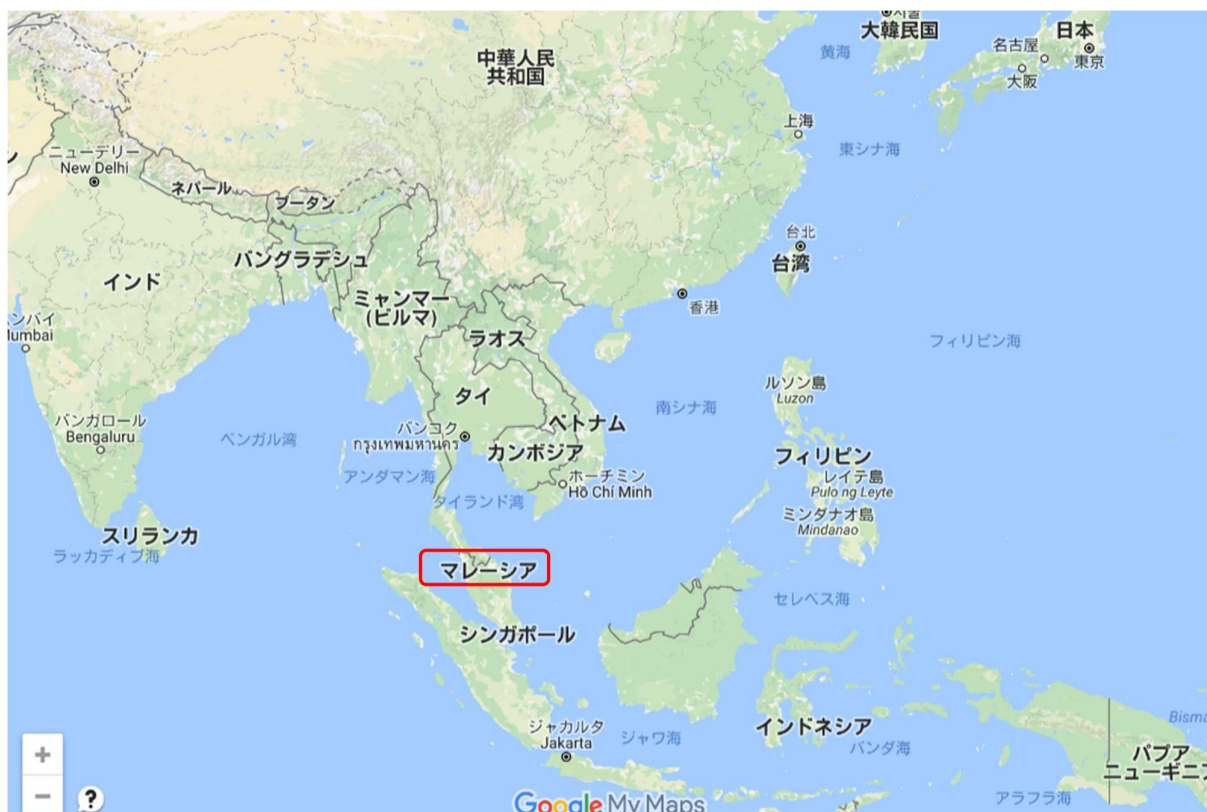 서울
大韓民国
日本
名古屋
東京
大阪
黄海
中華人民
共和国
上海
東シナ海
ン
ニューデリー
New Delhi
ネパール
ブータン
台北
台湾
バングラデシュ
インド
ミャンマー
(ビルマ)
香港
ムンバイ
Mumbai
ラオス
フィリピン海
ルソン島
Luzon
タイ
南シナ海
バンガロール
Bengaluru
ベンガル湾
バンコク
กรุงเทพมหานคร
ベトナム
カンボジア
フィリピン
アンダマン海
ホーチミン
Hồ Chí Minh
レイテ島
Pulo ng Leyte
タイランド湾
ミンダナオ島
Mindanao
スリランカ
ラッカディブ海
マレーシア
セレベス海
シンガポール
インドネシア
Bisma
ジャカルタ
Jakarta
ジャワ海
バンダ海
パプア
ニューギニア
アラフラ海
+
−
?
Google My Maps